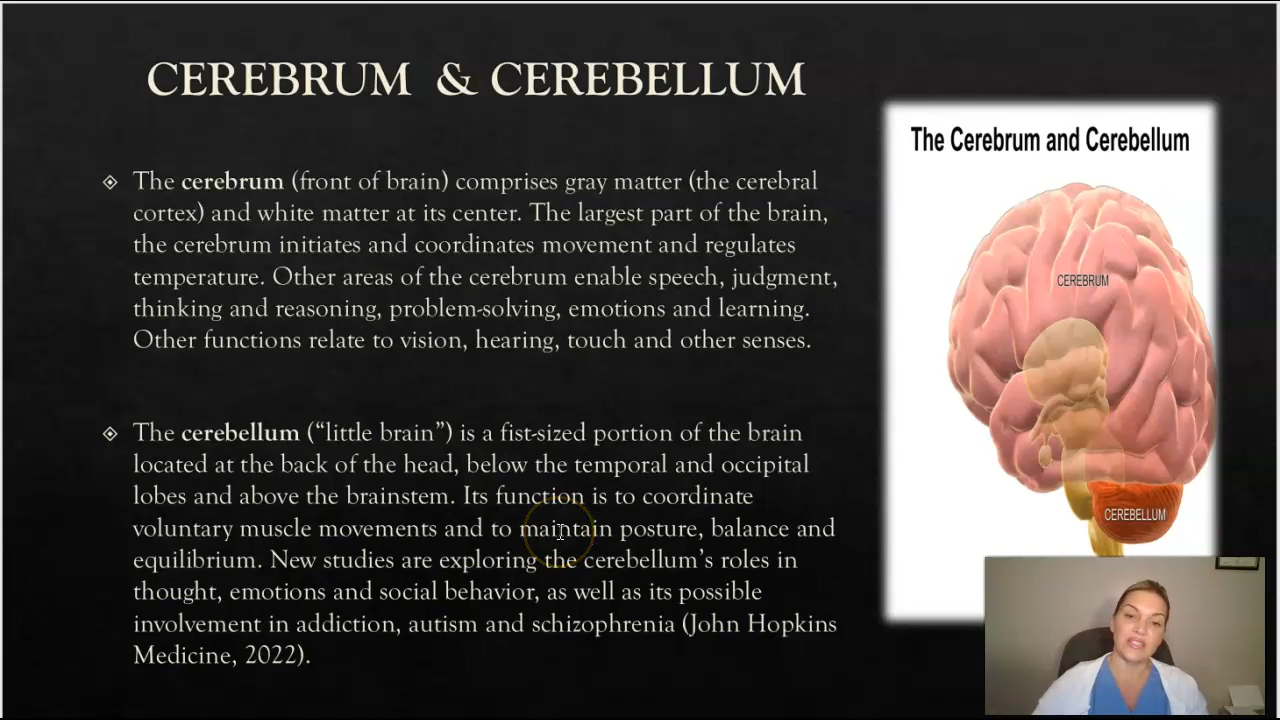 CEREBRUM & CEREBELLUM
The cerebrum (front of brain) comprises gray matter (the cerebral
cortex) and white matter at its center. The largest part of the brain,
the cerebrum initiates and coordinates movement and regulates
temperature. Other areas of the cerebrum enable speech, judgment,
thinking and reasoning, problem-solving, emotions and learning.
Other functions relate to vision, hearing, touch and other senses.
The cerebellum (“little brain”) is a fist-sized portion of the brain
located at the back of the head, below the temporal and occipital
lobes and above the brainstem. Its function is to coordinate
voluntary muscle movements and to maintain posture, balance and
equilibrium. New studies are exploring the cerebellum’s roles in
thought, emotions and social behavior, as well as its possible
involvement in addiction, autism and schizophrenia (John Hopkins
Medicine, 2022).
The Cerebrum and Cerebellum
CEREBRUM
CEREBELLUM